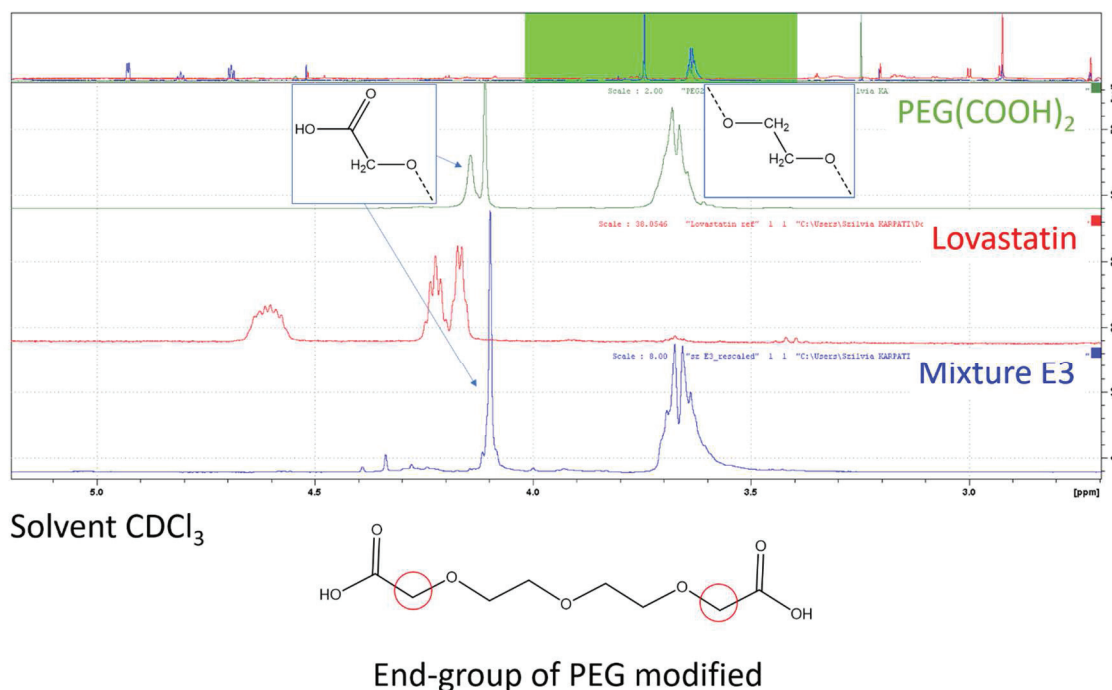 Scale : 2.00
PEG(COOH)2
O
HO
H2C
O
O
CH2
H2C
O
Scale : 38.0546 "Lovastatin ref" 1 1 "C:\Users\Szilvia KARPATI\Do
Lovastatin
Scale : 8.00 "sz E3_rescaled" 1 1 "C:\Users\Szilvia KARPATI
Mixture E3
5.0 4.5 4.0 3.5 3.0 [ppm]
Solvent CDCl3
O O
HO O O O OH
End-group of PEG modified